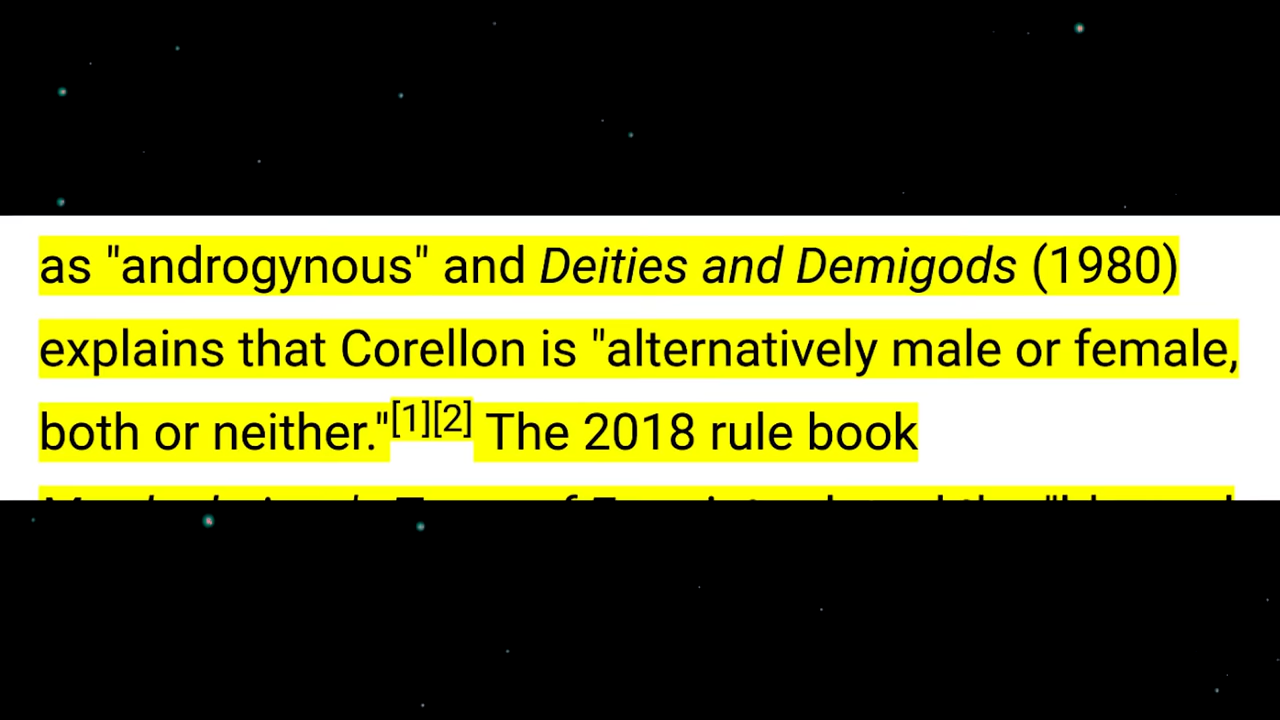 as "androgynous" and Deities and Demigods (1980)
explains that Corellon is "alternatively male or female,
both or neither."[1][2] The 2018 rule book